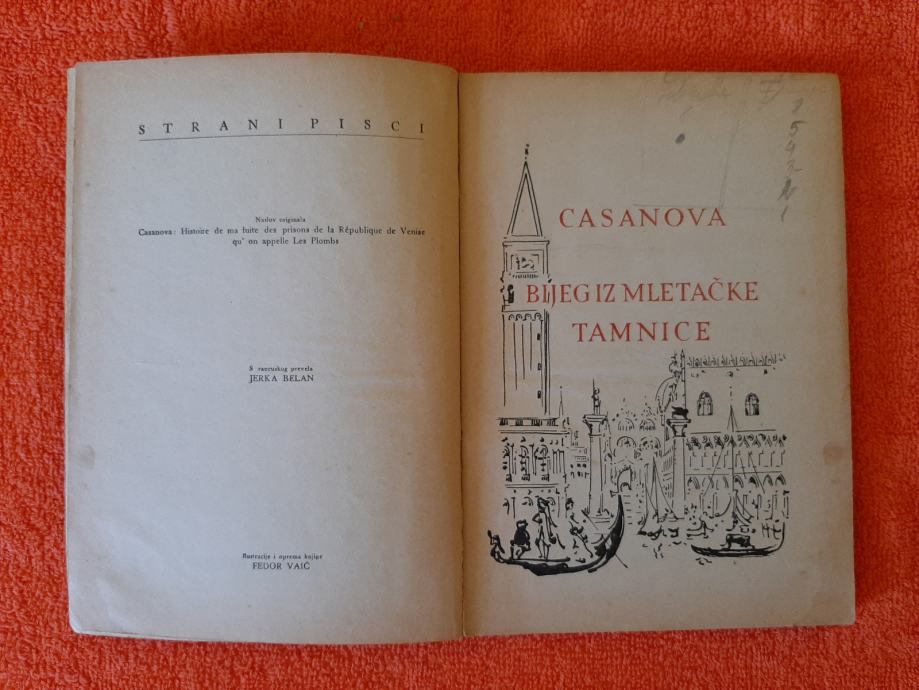 STRANI PISCI
Naslov originala
Casanova: Histoire de ma fuite des prisons de la République de Venise
qu' on appelle Les Plombs
S francuskog prevela
JERKA BELAN
Ilustracije i oprema knjige
FEDOR VAIĆ
CASANOVA
BIJEG IZ MLETAČKE
TAMNICE